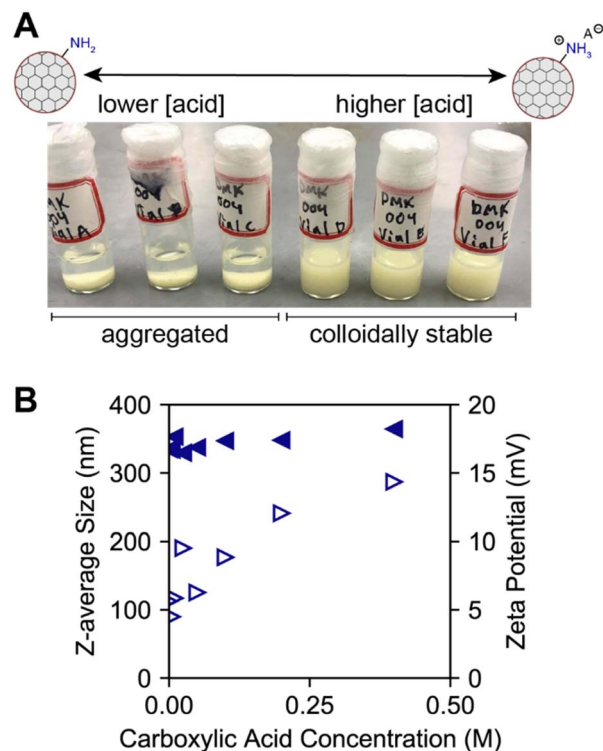 A
NH₂
⊕ A⊖
NH₃
lower [acid] higher [acid]
DMK
004
Vial A
004
Vial B
DMK
004
Vial C
DMK
004
Vial D
DMK
004
Vial E
DMK
004
Vial F
aggregated colloidally stable
B
400 20
300 15
200 10
100 5
0 0
0.00 0.25 0.50
Z-average Size (nm)
Zeta Potential (mV)
Carboxylic Acid Concentration (M)